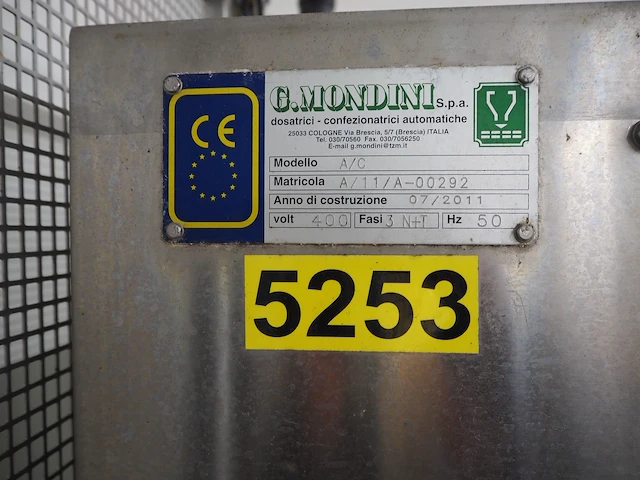 CE
G.MONDINI S.p.a.
dosatrici - confezionatrici automatiche
25033 COLOGNE Via Brescia, 5/7 (Brescia) ITALIA
Tel. 030/70560 Fax. 030/7056250
E-mail g.mondini@tzm.it
Modello A/C
Matricola A/11/A-00292
Anno di costruzione 07/2011
volt 400 Fasi 3 N+T Hz 50
5253